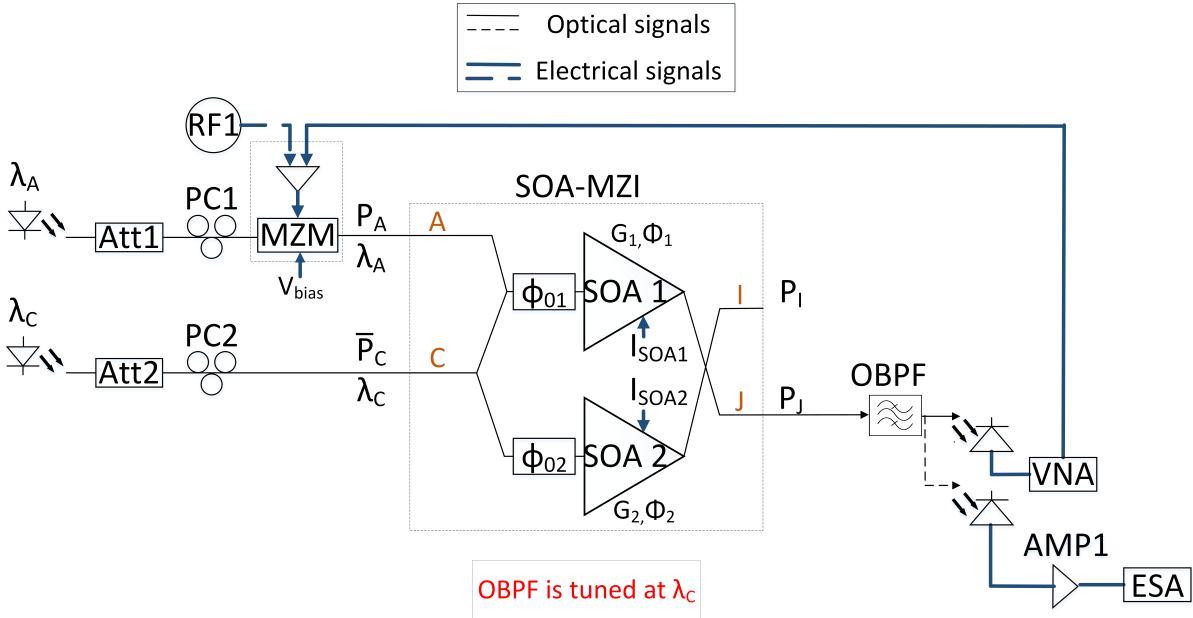 Optical signals
Electrical signals
RF1
λA
PC1
Att1
MZM
Vbias
PA
λA
SOA-MZI
A
G1,Φ1
ϕ01
SOA 1
ISOA1
I
PI
λC
PC2
Att2
P̅C
λC
C
ISOA2
J
PJ
OBPF
ϕ02
SOA 2
G2,Φ2
VNA
AMP1
ESA
OBPF is tuned at λC